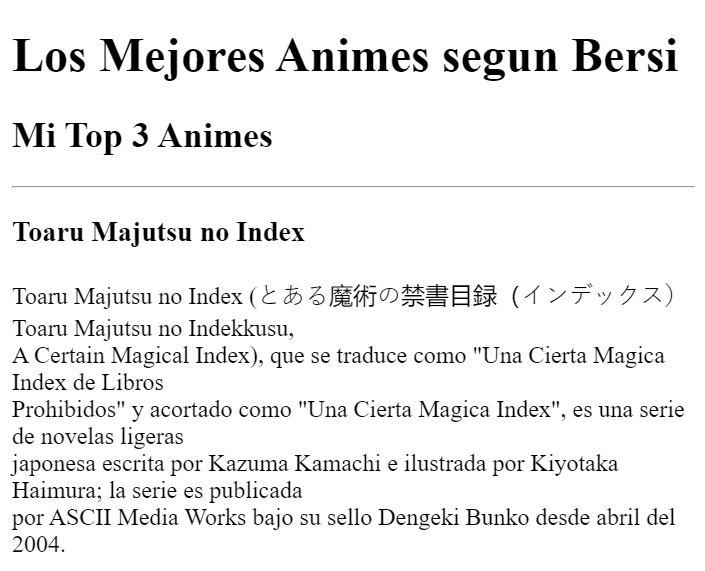 Los Mejores Animes segun Bersi
Mi Top 3 Animes
Toaru Majutsu no Index
Toaru Majutsu no Index (とある魔術の禁書目録（インデックス）
Toaru Majutsu no Indekkusu,
A Certain Magical Index), que se traduce como "Una Cierta Magica
Index de Libros
Prohibidos" y acortado como "Una Cierta Magica Index", es una serie
de novelas ligeras
japonesa escrita por Kazuma Kamachi e ilustrada por Kiyotaka
Haimura; la serie es publicada
por ASCII Media Works bajo su sello Dengeki Bunko desde abril del
2004.